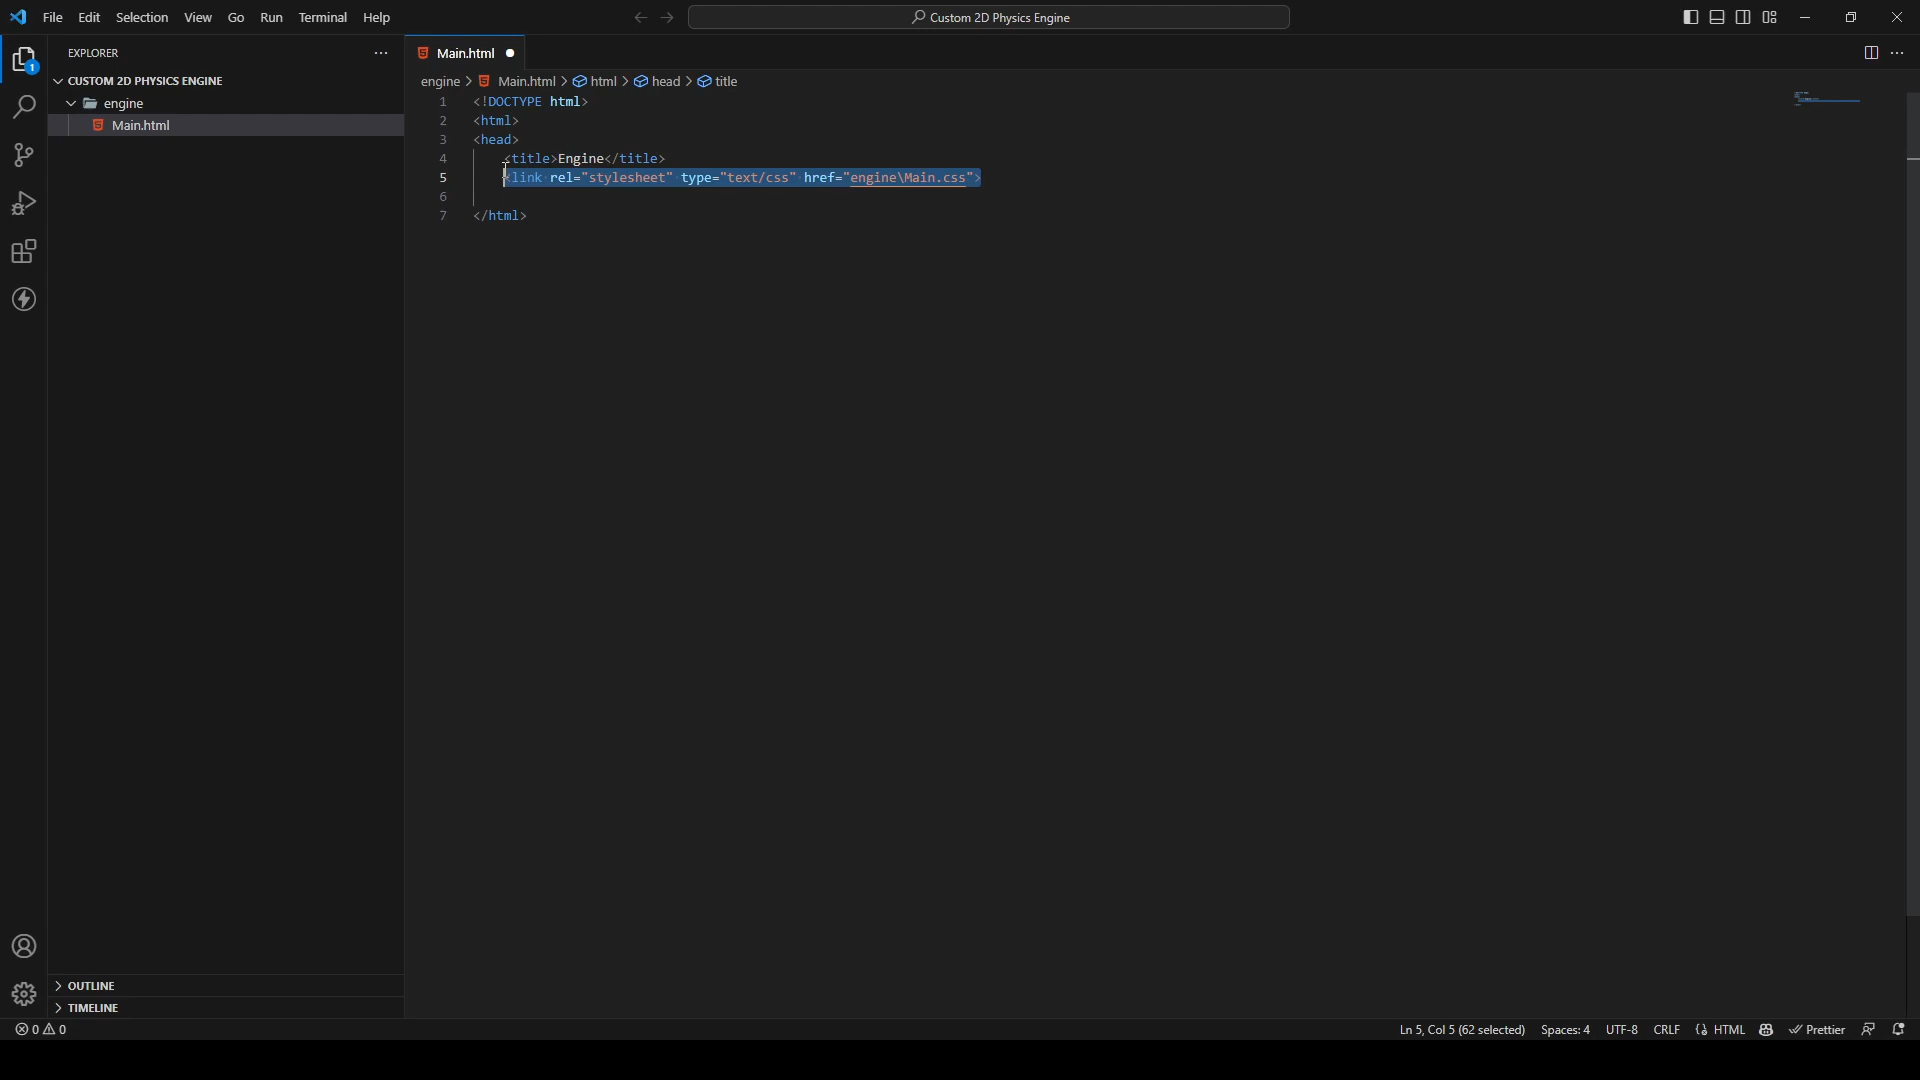 File Edit Selection View Go Run Terminal Help
Custom 2D Physics Engine
EXPLORER
1
CUSTOM 2D PHYSICS ENGINE
engine
Main.html
OUTLINE
TIMELINE
Main.html
engine > Main.html > html > head > title
1 <!DOCTYPE html>
2 <html>
3 <head>
4 <title>Engine</title>
5 <link rel="stylesheet" type="text/css" href="engine\Main.css">
6
7 </html>
0 0
Ln 5, Col 5 (62 selected) Spaces: 4 UTF-8 CRLF HTML Prettier